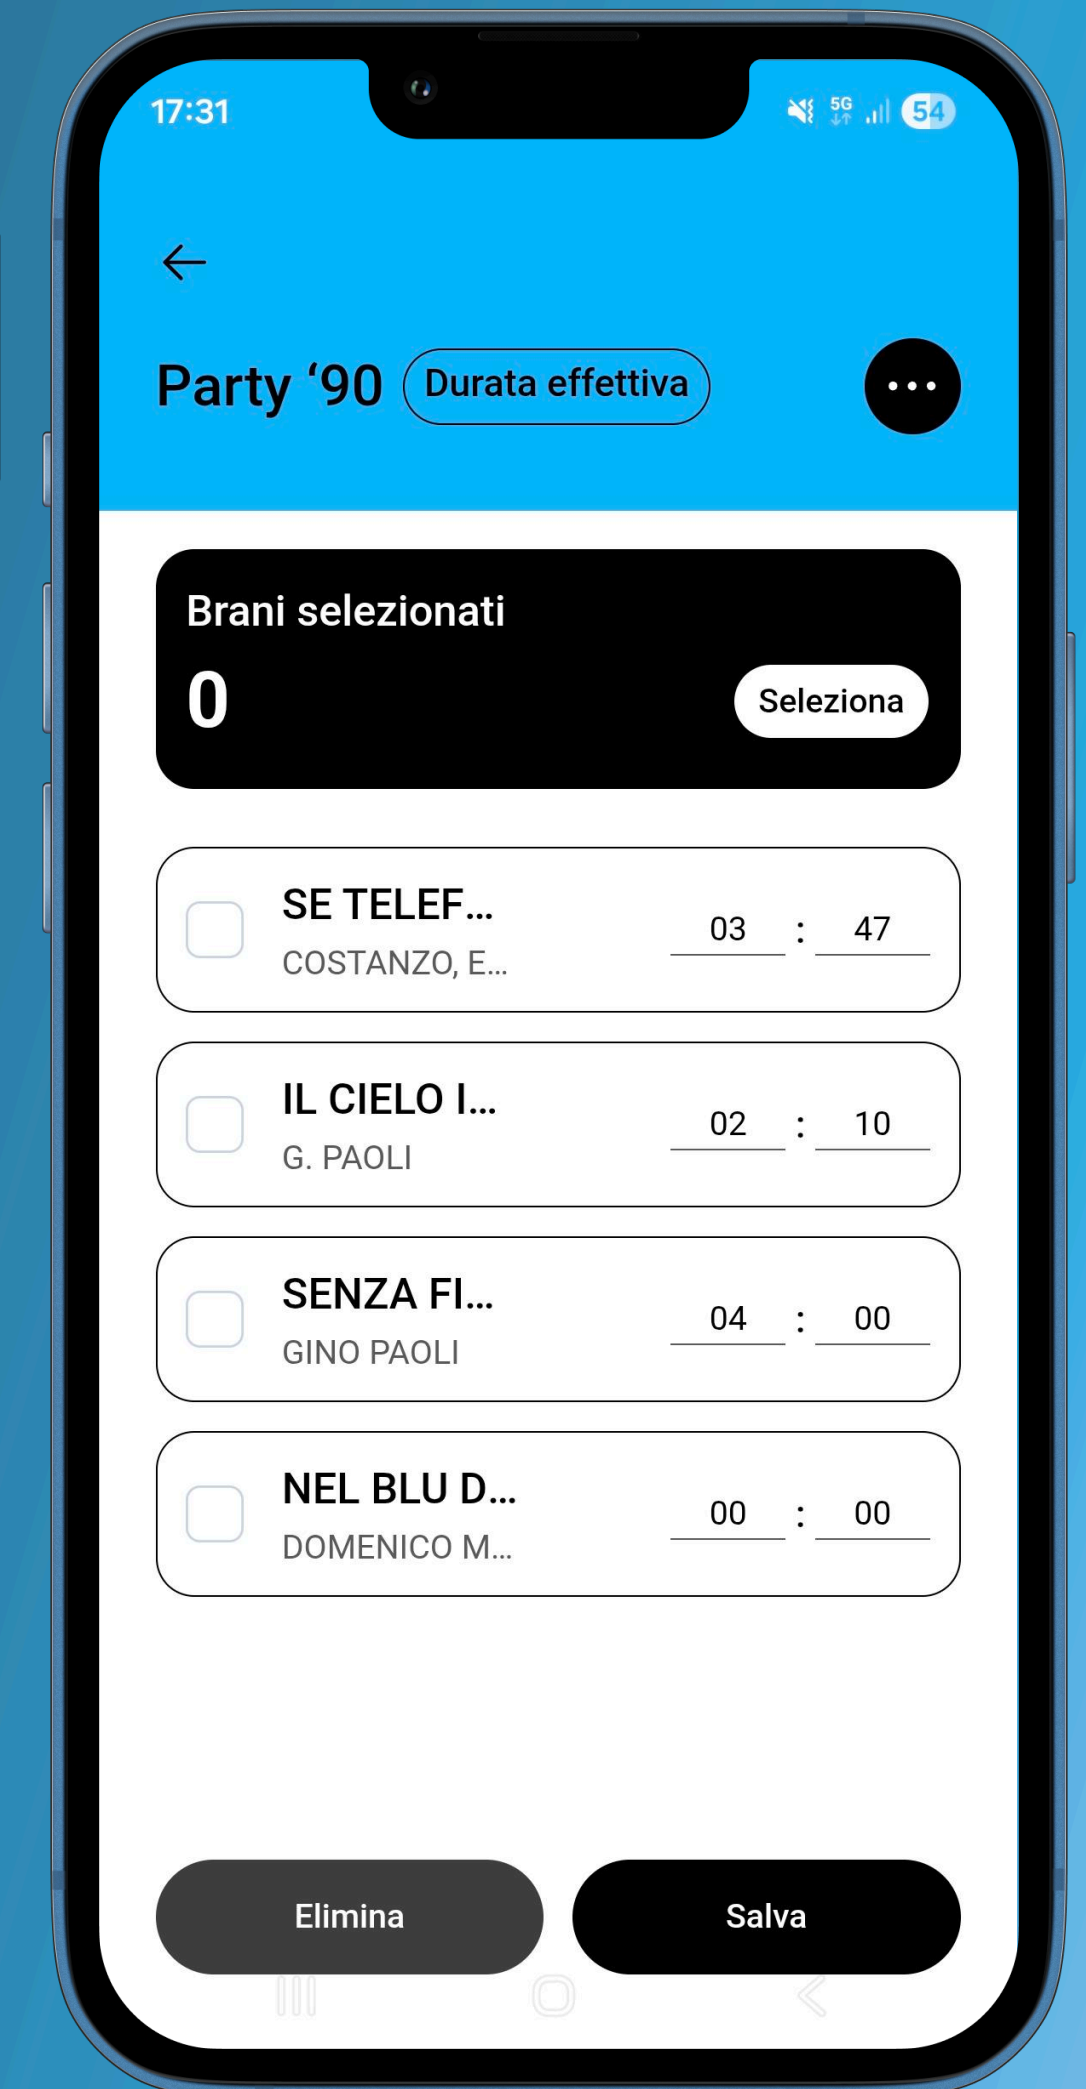 17:31
5G
54
Party ‘90
Durata effettiva
Brani selezionati
0
Seleziona
SE TELEF...
COSTANZO, E...
03 : 47
IL CIELO I...
G. PAOLI
02 : 10
SENZA FI...
GINO PAOLI
04 : 00
NEL BLU D...
DOMENICO M...
00 : 00
Elimina
Salva